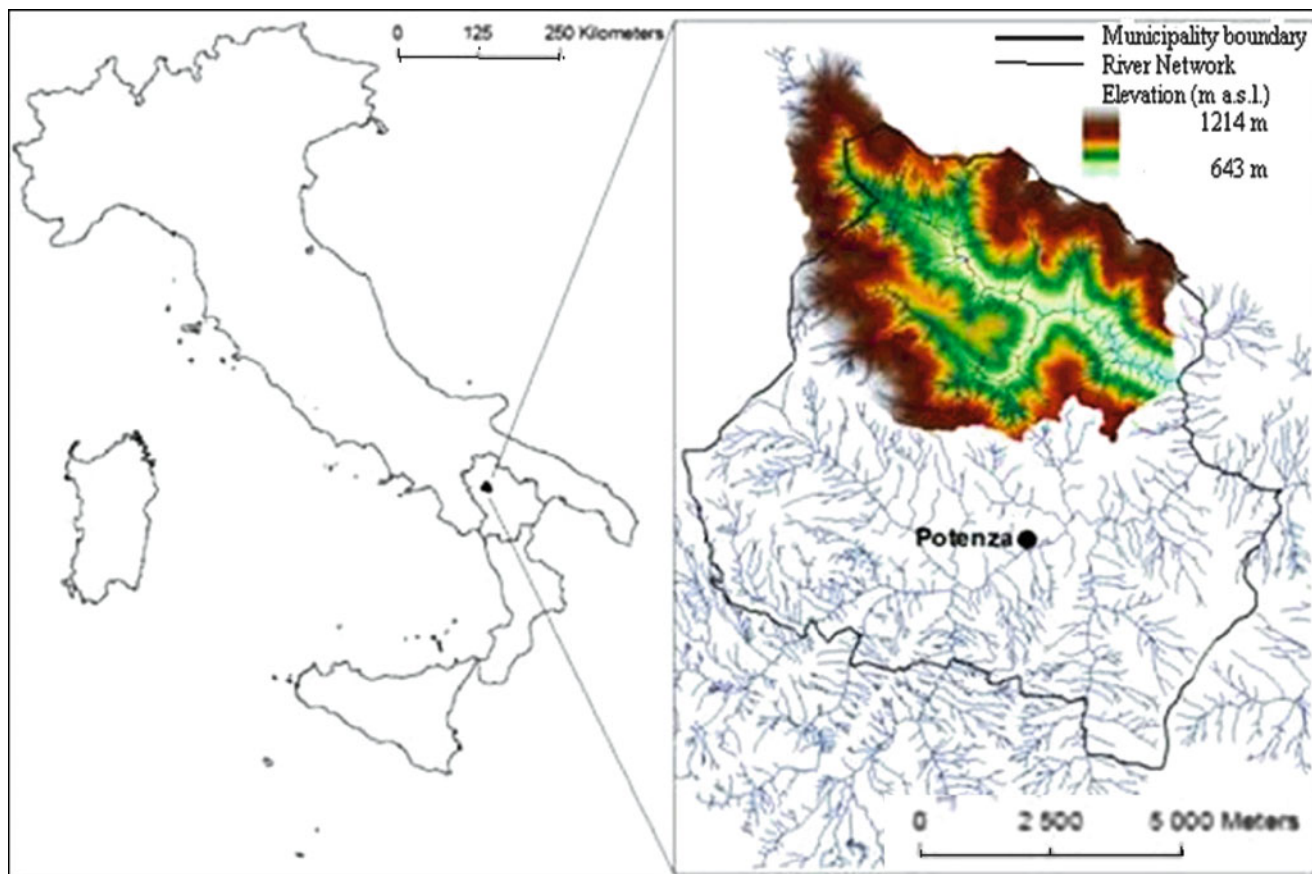 0 125 250 Kilometers
Municipality boundary
River Network
Elevation (m a.s.l.)
1214 m
643 m
Potenza
0 2 500 5 000 Meters